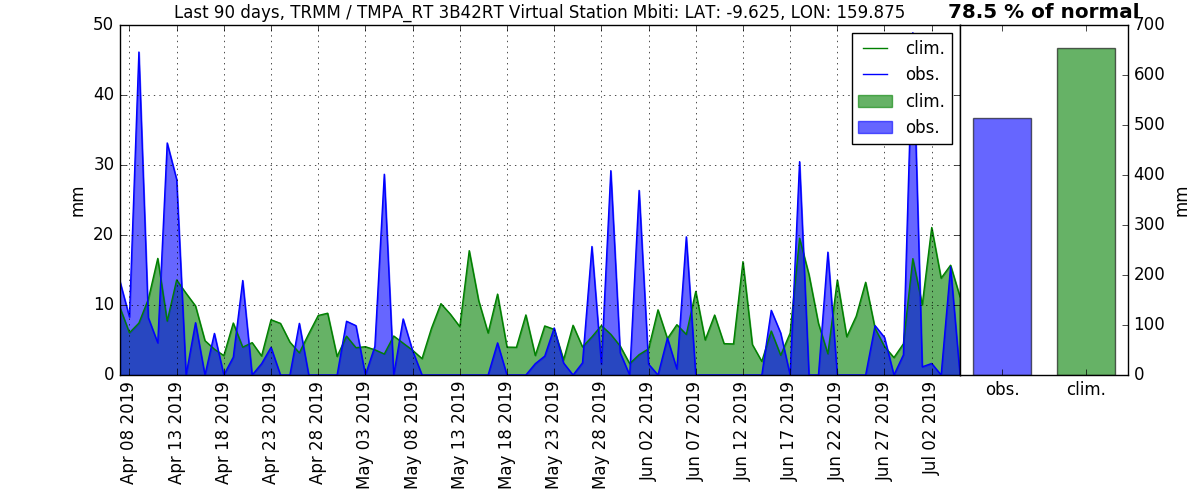 Last 90 days, TRMM / TMPA_RT 3B42RT Virtual Station Mbiti: LAT: -9.625, LON: 159.875
78.5 % of normal
50
40
30
20
10
0
mm
clim.
obs.
clim.
obs.
700
600
500
400
300
200
100
0
mm
obs.
clim.
Apr 08 2019
Apr 13 2019
Apr 18 2019
Apr 23 2019
Apr 28 2019
May 03 2019
May 08 2019
May 13 2019
May 18 2019
May 23 2019
May 28 2019
Jun 02 2019
Jun 07 2019
Jun 12 2019
Jun 17 2019
Jun 22 2019
Jun 27 2019
Jul 02 2019